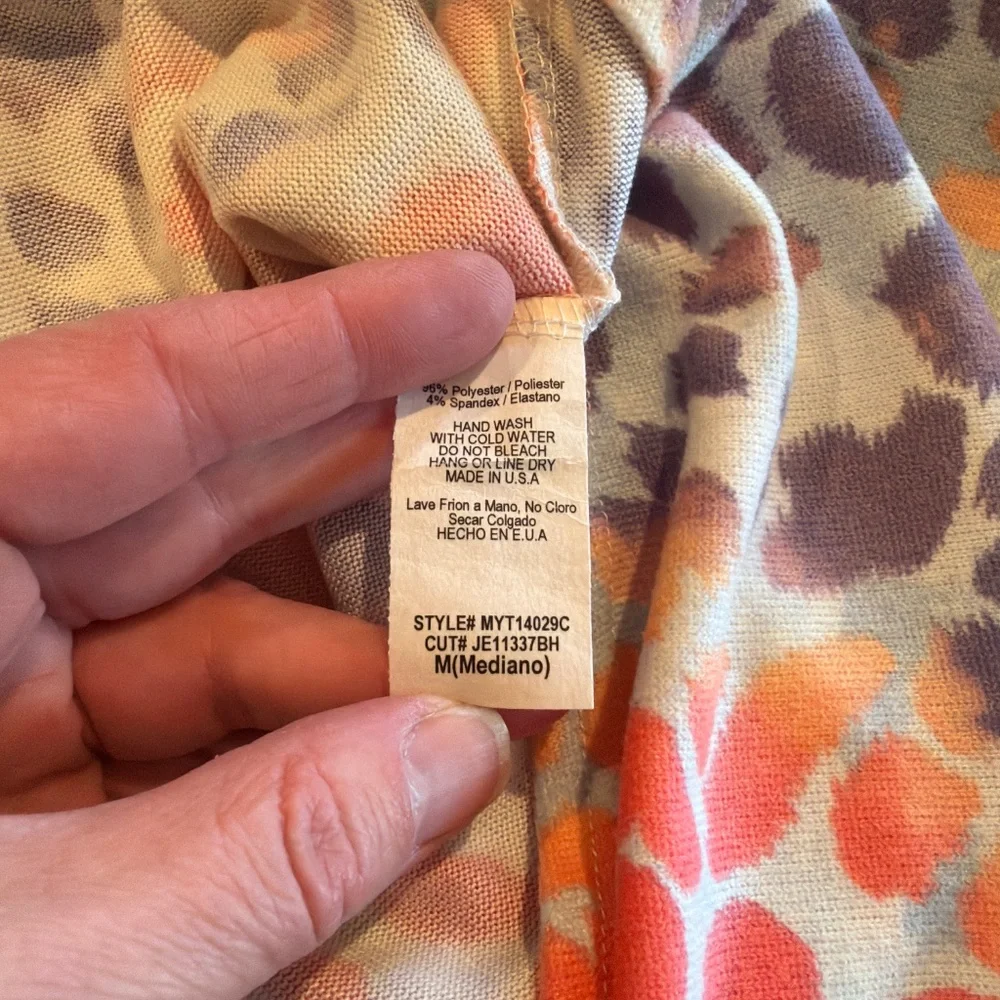 96% Polyester / Poliester
4% Spandex / Elastano
HAND WASH
WITH COLD WATER
DO NOT BLEACH
HANG OR LINE DRY
MADE IN U.S.A
Lave Frion a Mano, No Cloro
Secar Colgado
HECHO EN E.U.A
STYLE# MYT14029C
CUT# JE11337BH
M(Mediano)